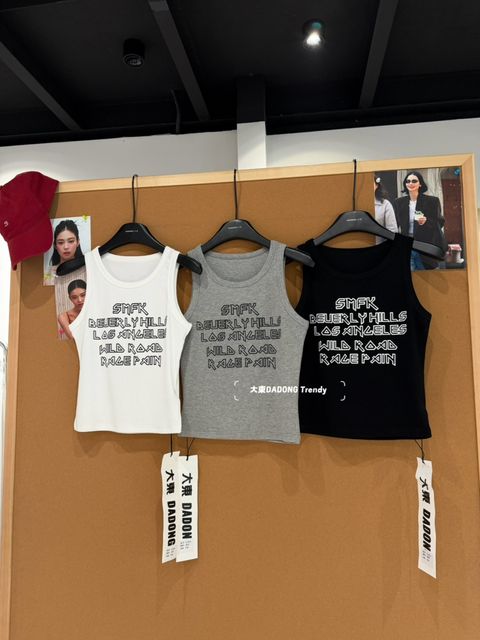 SMFK
BEVERLY HILLS
LOS ANGELES
WILD ROAD
RAGE PAIN
SMFK
BEVERLY HILLS
LOS ANGELES
WILD ROAD
RAGE PAIN
SMFK
BEVERLY HILLS
LOS ANGELES
WILD ROAD
RAGE PAIN
大東DADONG Trendy
大東 DADONG
大東 DADON
大東 DADON